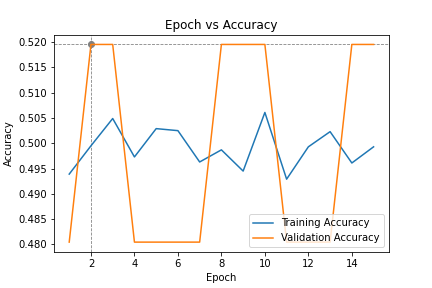 Epoch vs Accuracy
0.520
0.515
0.510
0.505
0.500
0.495
0.490
0.485
0.480
Accuracy
2 4 6 8 10 12 14
Epoch
Training Accuracy
Validation Accuracy